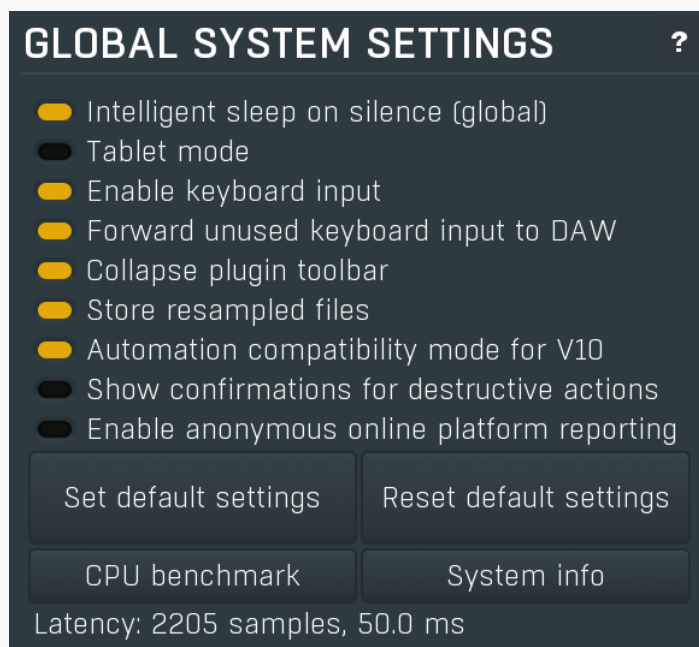 GLOBAL SYSTEM SETTINGS ?
Intelligent sleep on silence (global)
Tablet mode
Enable keyboard input
Forward unused keyboard input to DAW
Collapse plugin toolbar
Store resampled files
Automation compatibility mode for V10
Show confirmations for destructive actions
Enable anonymous online platform reporting
Set default settings Reset default settings
CPU benchmark System info
Latency: 2205 samples, 50.0 ms